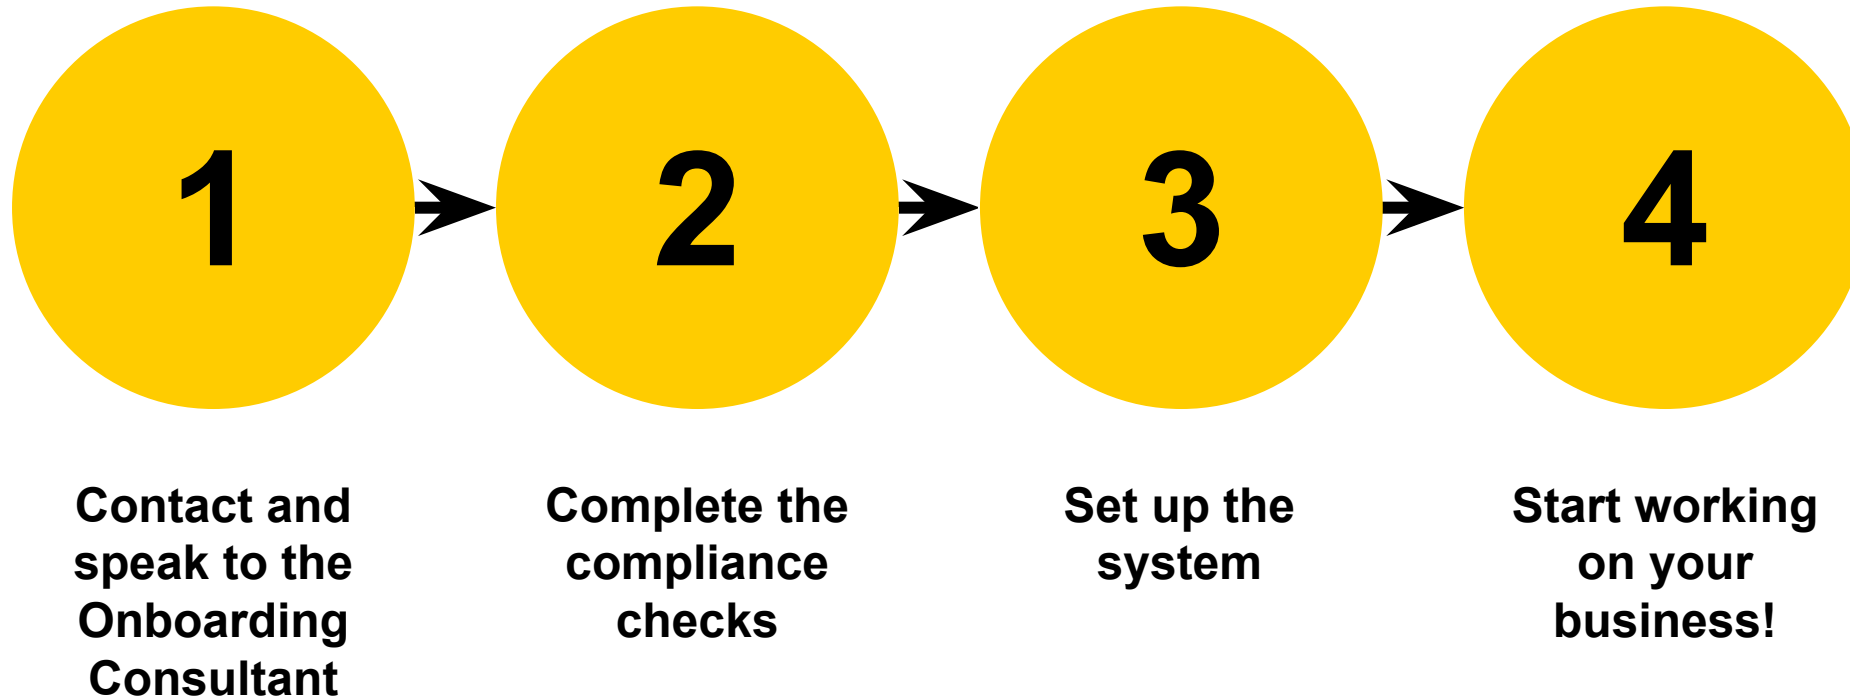 1
2
3
4
Contact and
speak to the
Onboarding
Consultant
Complete the
compliance
checks
Set up the
system
Start working
on your
business!